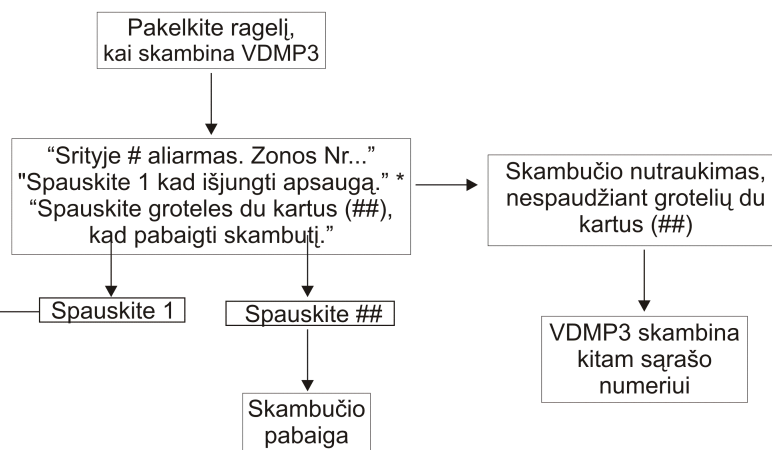 Pakelkite ragelį,
kai skambina VDMP3
“Srityje # aliarmas. Zonos Nr...”
"Spauskite 1 kad išjungti apsaugą.” *
“Spauskite groteles du kartus (##),
kad pabaigti skambutį.”
Skambučio nutraukimas,
nespaudžiant grotelių du
kartus (##)
Spauskite 1
Spauskite ##
VDMP3 skambina
kitam sąrašo
numeriui
Skambučio
pabaiga